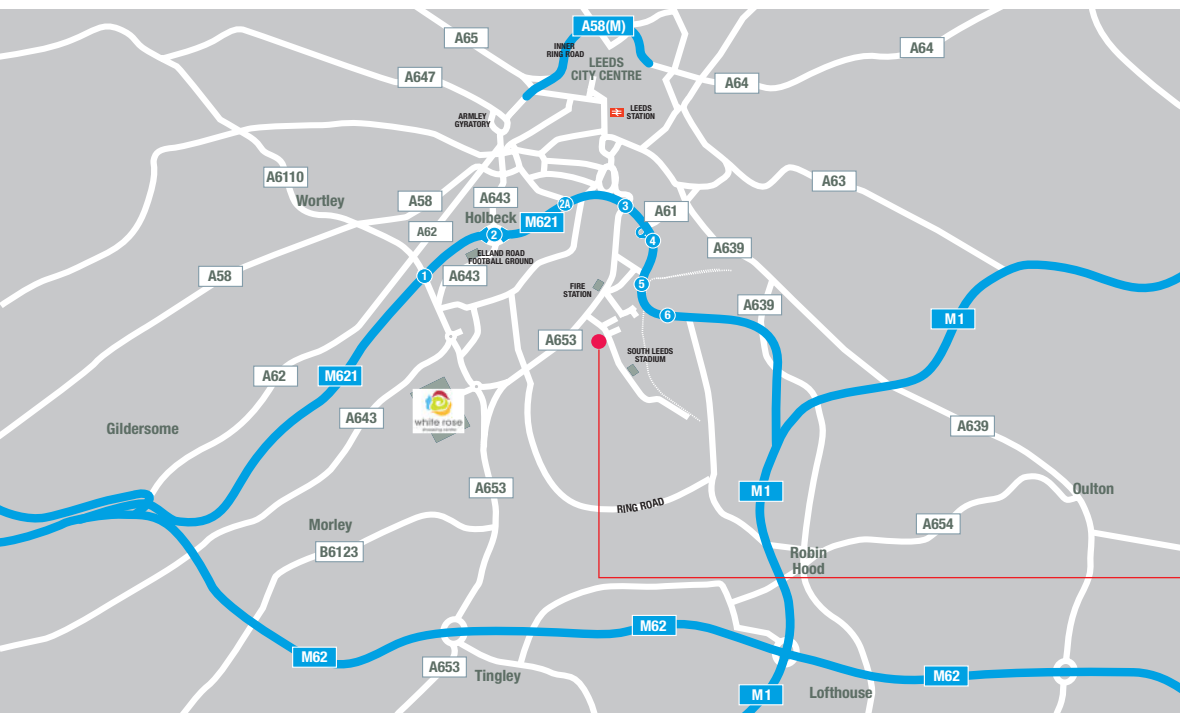 A58(M)
A65
INNER
RING ROAD
A64
LEEDS
CITY CENTRE
A647
A64
LEEDS
STATION
ARMLEY
GYRATORY
A6110
A63
Wortley
A58
A643
2A
3
A61
Holbeck
M621
A62
2
4
A639
ELLAND ROAD
FOOTBALL GROUND
1
A643
A58
5
FIRE
STATION
A639
6
M1
A653
SOUTH LEEDS
STADIUM
A62
M621
white rose
shopping centre
A643
Gildersome
A639
A653
M1
Oulton
RING ROAD
Morley
A654
B6123
Robin
Hood
M62
M62
A653
Tingley
M62
M1
Lofthouse